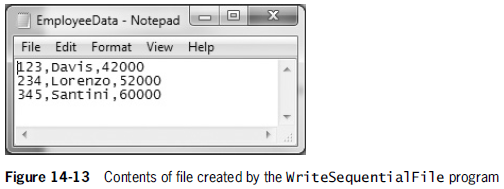 EmployeeData - Notepad
File Edit Format View Help
123,Davis,42000
234,Lorenzo,52000
345,Santini,60000
Figure 14-13 Contents of file created by the WriteSequentialFile program